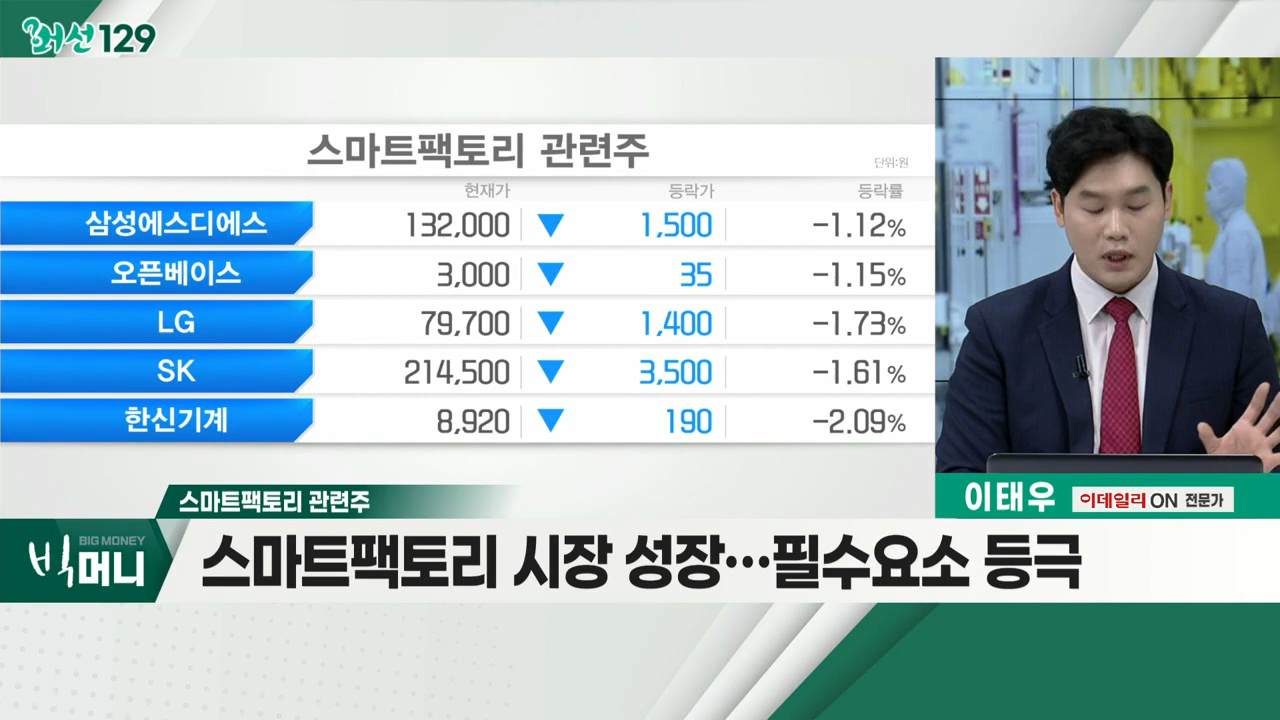 최선129
스마트팩토리 관련주
단위:원
현재가 등락가 등락률
삼성에스디에스 132,000 ▼ 1,500 -1.12%
오픈베이스 3,000 ▼ 35 -1.15%
LG 79,700 ▼ 1,400 -1.73%
SK 214,500 ▼ 3,500 -1.61%
한신기계 8,920 ▼ 190 -2.09%
이태우 이데일리ON 전문가
스마트팩토리 관련주
BIG MONEY
빅머니
스마트팩토리 시장 성장…필수요소 등극